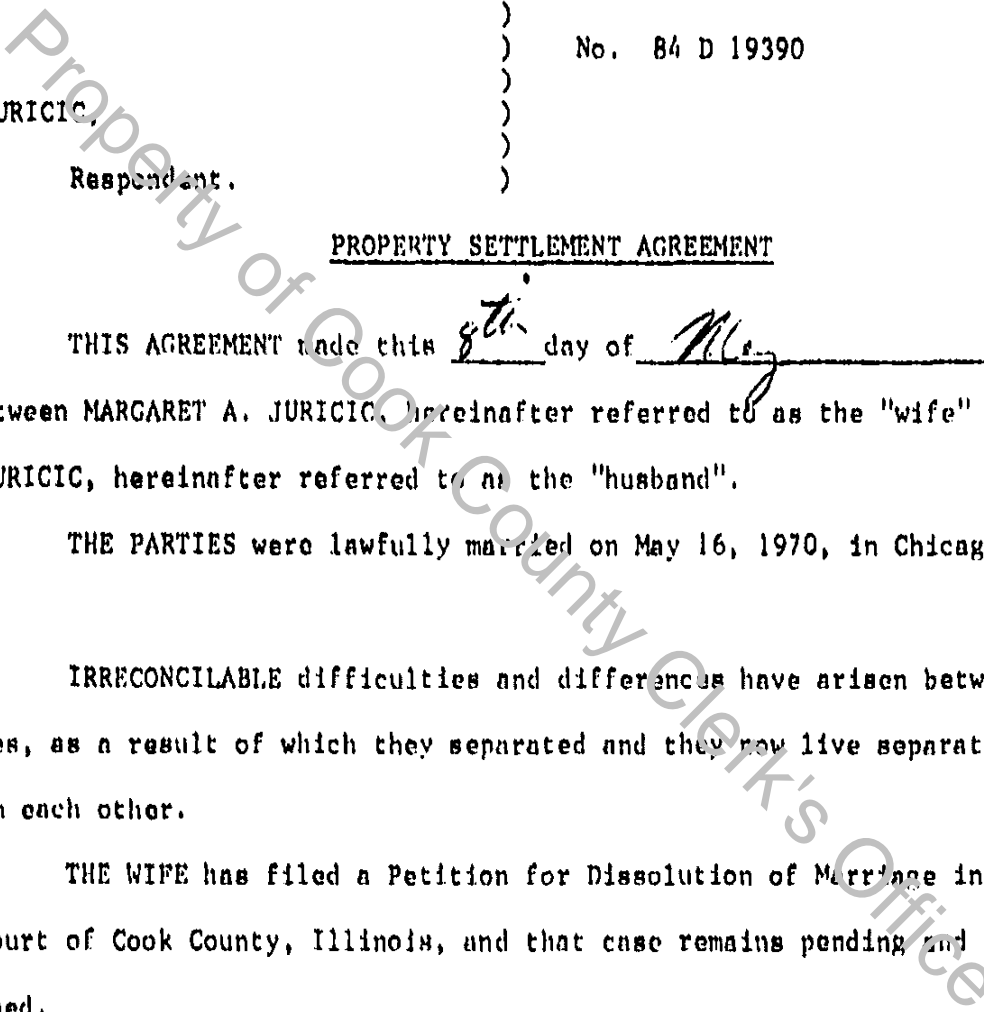 )
) No. 84 D 19390
)
URICIC, )
)
Respondent. )
PROPERTY SETTLEMENT AGREEMENT
THIS AGREEMENT made this 8th day of May
tween MARGARET A. JURICIC, hereinafter referred to as the "wife"
URICIC, hereinafter referred to as the "husband".
THE PARTIES were lawfully married on May 16, 1970, in Chicag
IRRECONCILABLE difficulties and differences have arisen betw
es, as a result of which they separated and they now live separat
m each other.
THE WIFE has filed a Petition for Dissolution of Marriage in
ourt of Cook County, Illinois, and that case remains pending and
ned.
Property of Cook County Clerk's Office